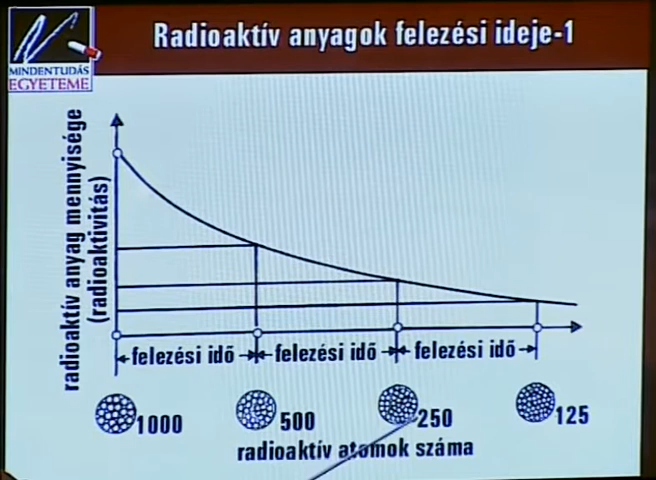 Radioaktív anyagok felezési ideje-1
MINDENTUDÁS
EGYETEME
radioaktív anyag mennyisége
(radioaktivitás)
felezési idő
felezési idő
felezési idő
1000
500
250
125
radioaktív atomok száma